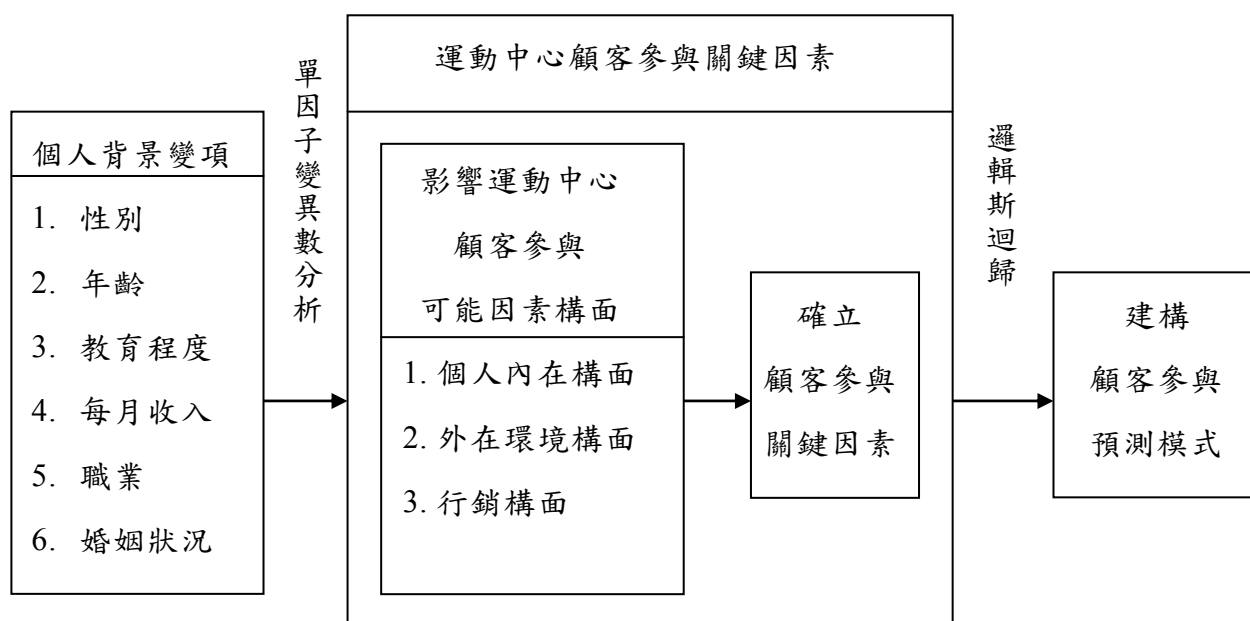 個人背景變項
1. 性別
2. 年齡
3. 教育程度
4. 每月收入
5. 職業
6. 婚姻狀況
單因子變異數分析
運動中心顧客參與關鍵因素
影響運動中心
顧客參與
可能因素構面
1. 個人內在構面
2. 外在環境構面
3. 行銷構面
確立
顧客參與
關鍵因素
邏輯斯迴歸
建構
顧客參與
預測模式